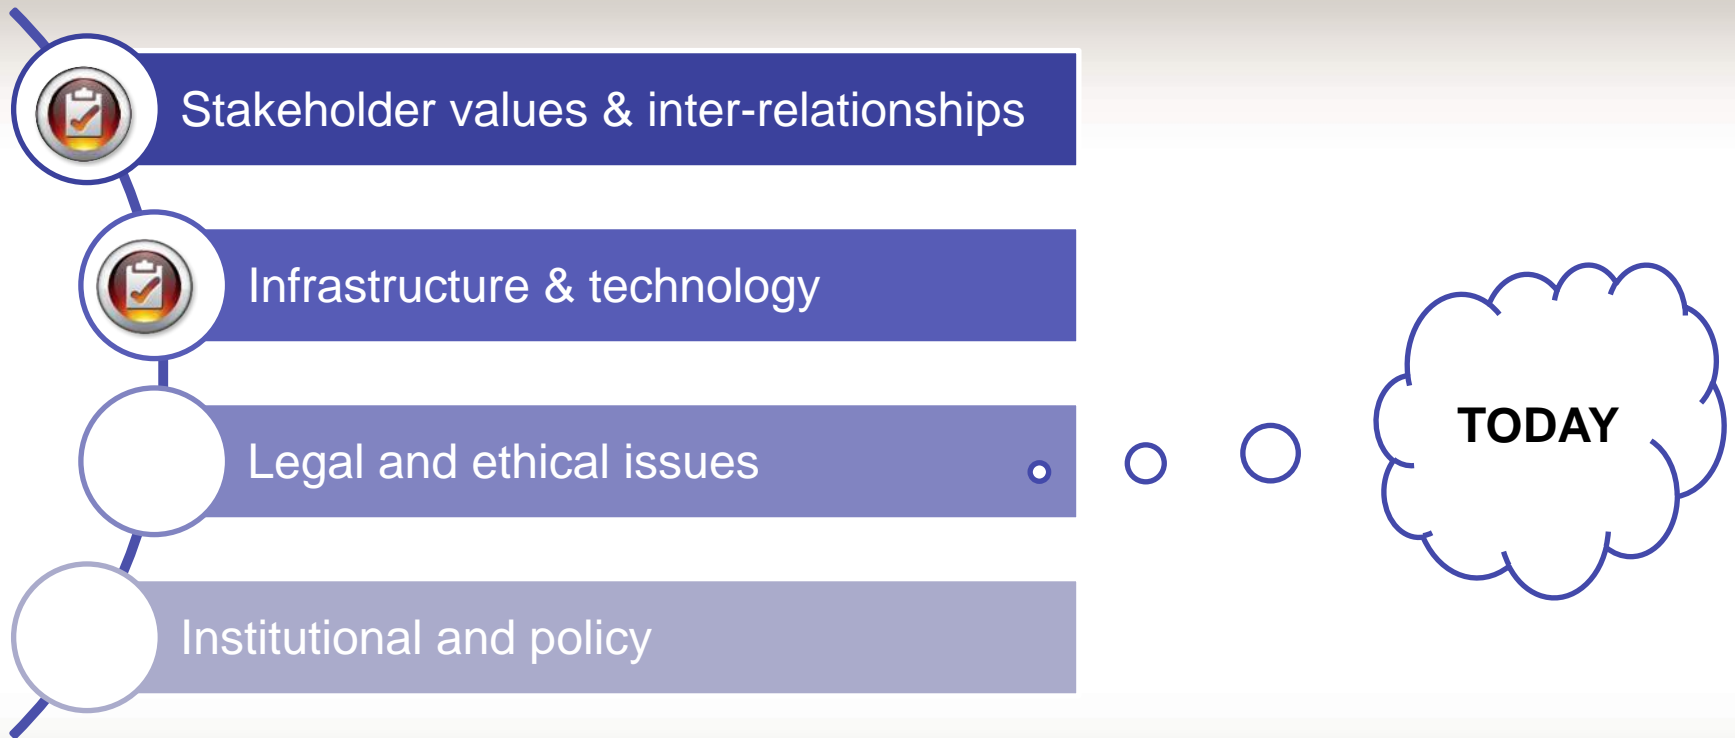 Stakeholder values & inter-relationships
Infrastructure & technology
Legal and ethical issues
TODAY
Institutional and policy